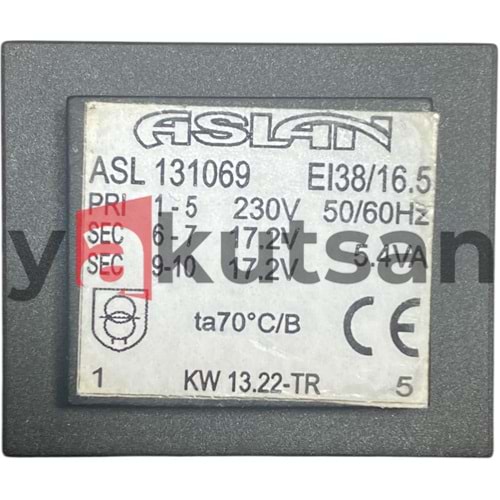 ASLAN
ASL 131069 EI38/16.5
PRI 1-5 230V 50/60Hz
SEC 6-7 17.2V
SEC 9-10 17.2V 5.4VA
yakutsan
ta70°C/B CE
1 KW 13.22-TR 5